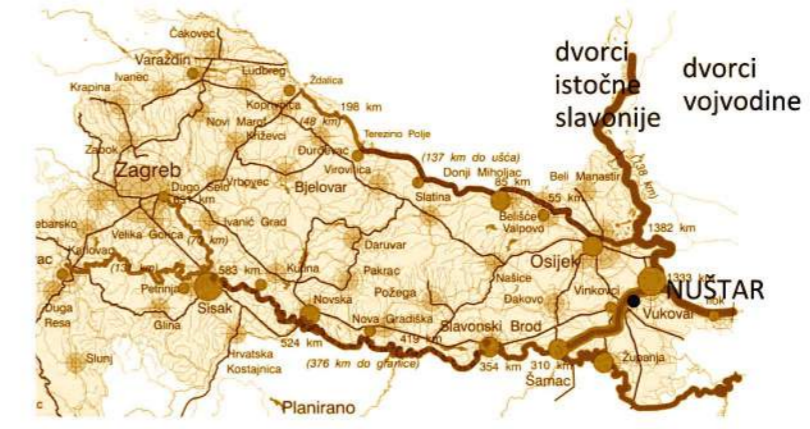 Čakovec
Varaždin
Ivanec
Ludbreg
Ždalica
Krapina
Koprivnica
198 km
Novi Marof
(48 km)
Križevci
Terezino Polje
Zabok
Đurđevac
Virovitica
(137 km do ušća)
Zagreb
Dugo Selo
Vrbovec
Bjelovar
Slatina
Donji Miholjac
85 km
Beli Manastir
(138 km)
dvorci
istočne
slavonije
dvorci
vojvodine
55 km
Belišće
Valpovo
1382 km
Ivanić Grad
Velika Gorica
Karlovac
Daruvar
Osijek
583 km
Kutina
Pakrac
Našice
1333 km
NUŠTAR
Petrinja
Sisak
Novska
Požega
Đakovo
Vinkovci
Vukovar
Ilok
Duga
Resa
Glina
Nova Gradiška
Slavonski Brod
524 km
419 km
Slunj
Hrvatska
Kostajnica
(376 km do granice)
354 km
310 km
Šamac
Županja
Planirano